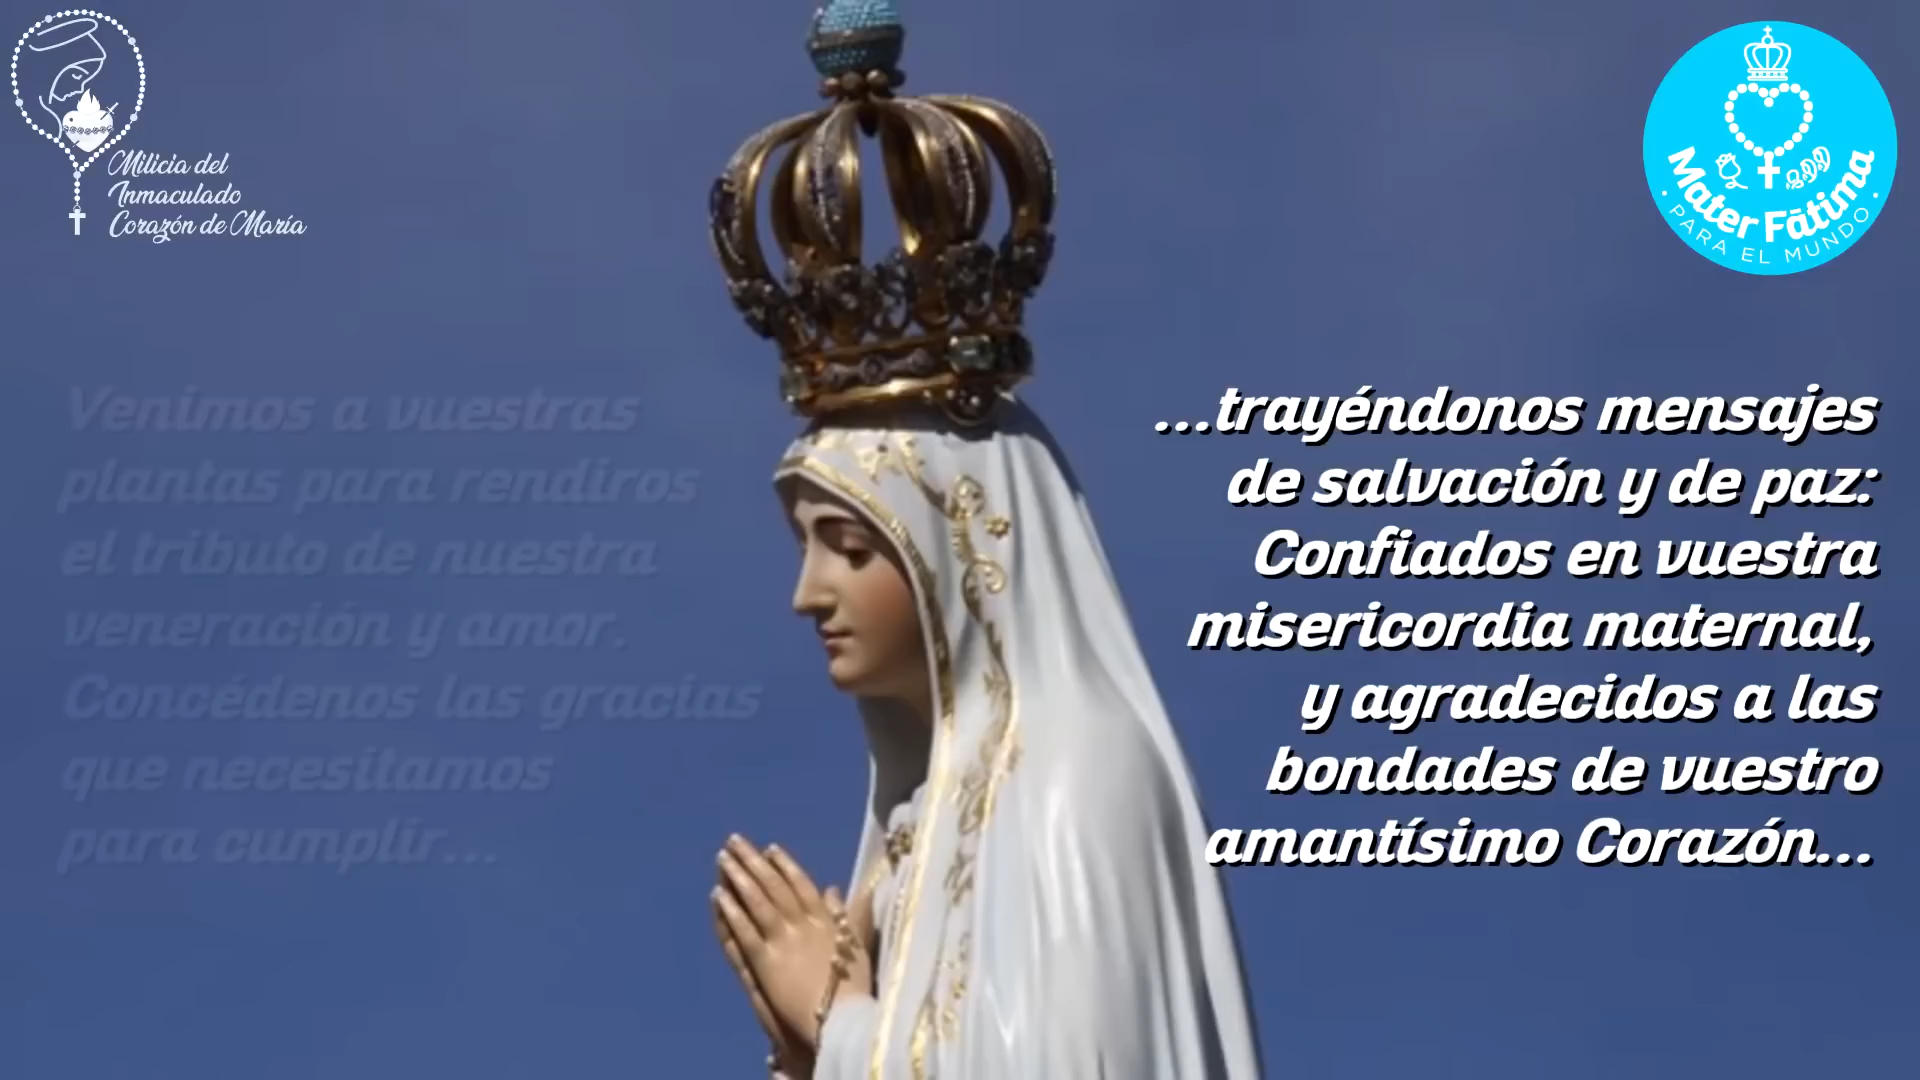 Milicia del
Inmaculado
Corazón de María
Mater Fātima
· PARA EL MUNDO ·
Venimos a vuestras
plantas para rendiros
el tributo de nuestra
veneración y amor.
Concédenos las gracias
que necesitamos
para cumplir...
...trayéndonos mensajes
de salvación y de paz:
Confiados en vuestra
misericordia maternal,
y agradecidos a las
bondades de vuestro
amantísimo Corazón...